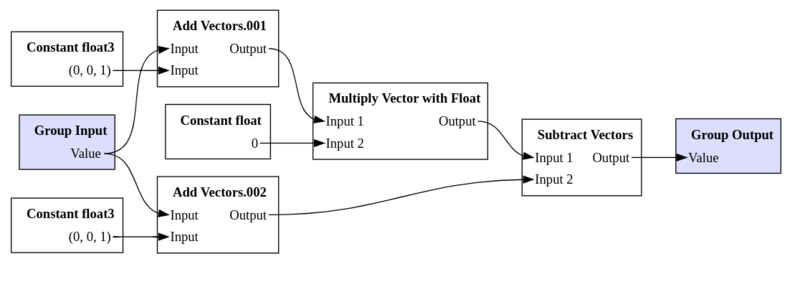 Constant float3
(0, 0, 1)
Group Input
Value
Constant float3
(0, 0, 1)
Add Vectors.001
Input Output
Input
Constant float
0
Add Vectors.002
Input Output
Input
Multiply Vector with Float
Input 1 Output
Input 2
Subtract Vectors
Input 1 Output
Input 2
Group Output
Value